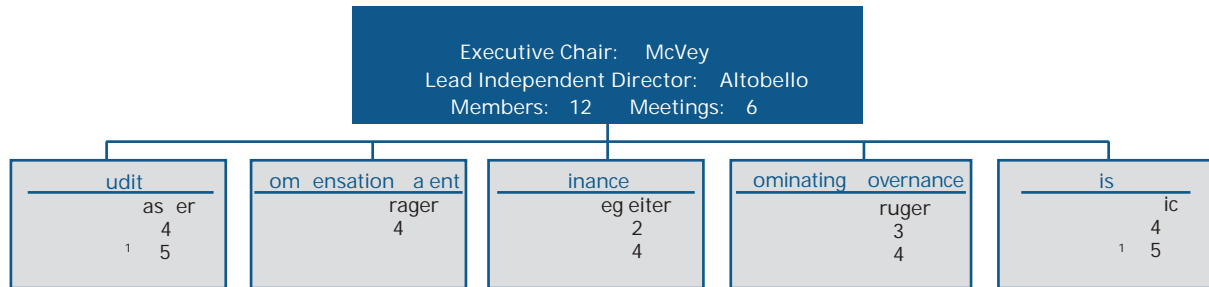 Executive Chair: McVey
Lead Independent Director: Altobello
Members: 12 Meetings: 6
udit
as er
4
1 5
om ensation a ent
rager
4
inance
eg eiter
2
4
ominating overnance
ruger
3
4
is
ic
4
1 5